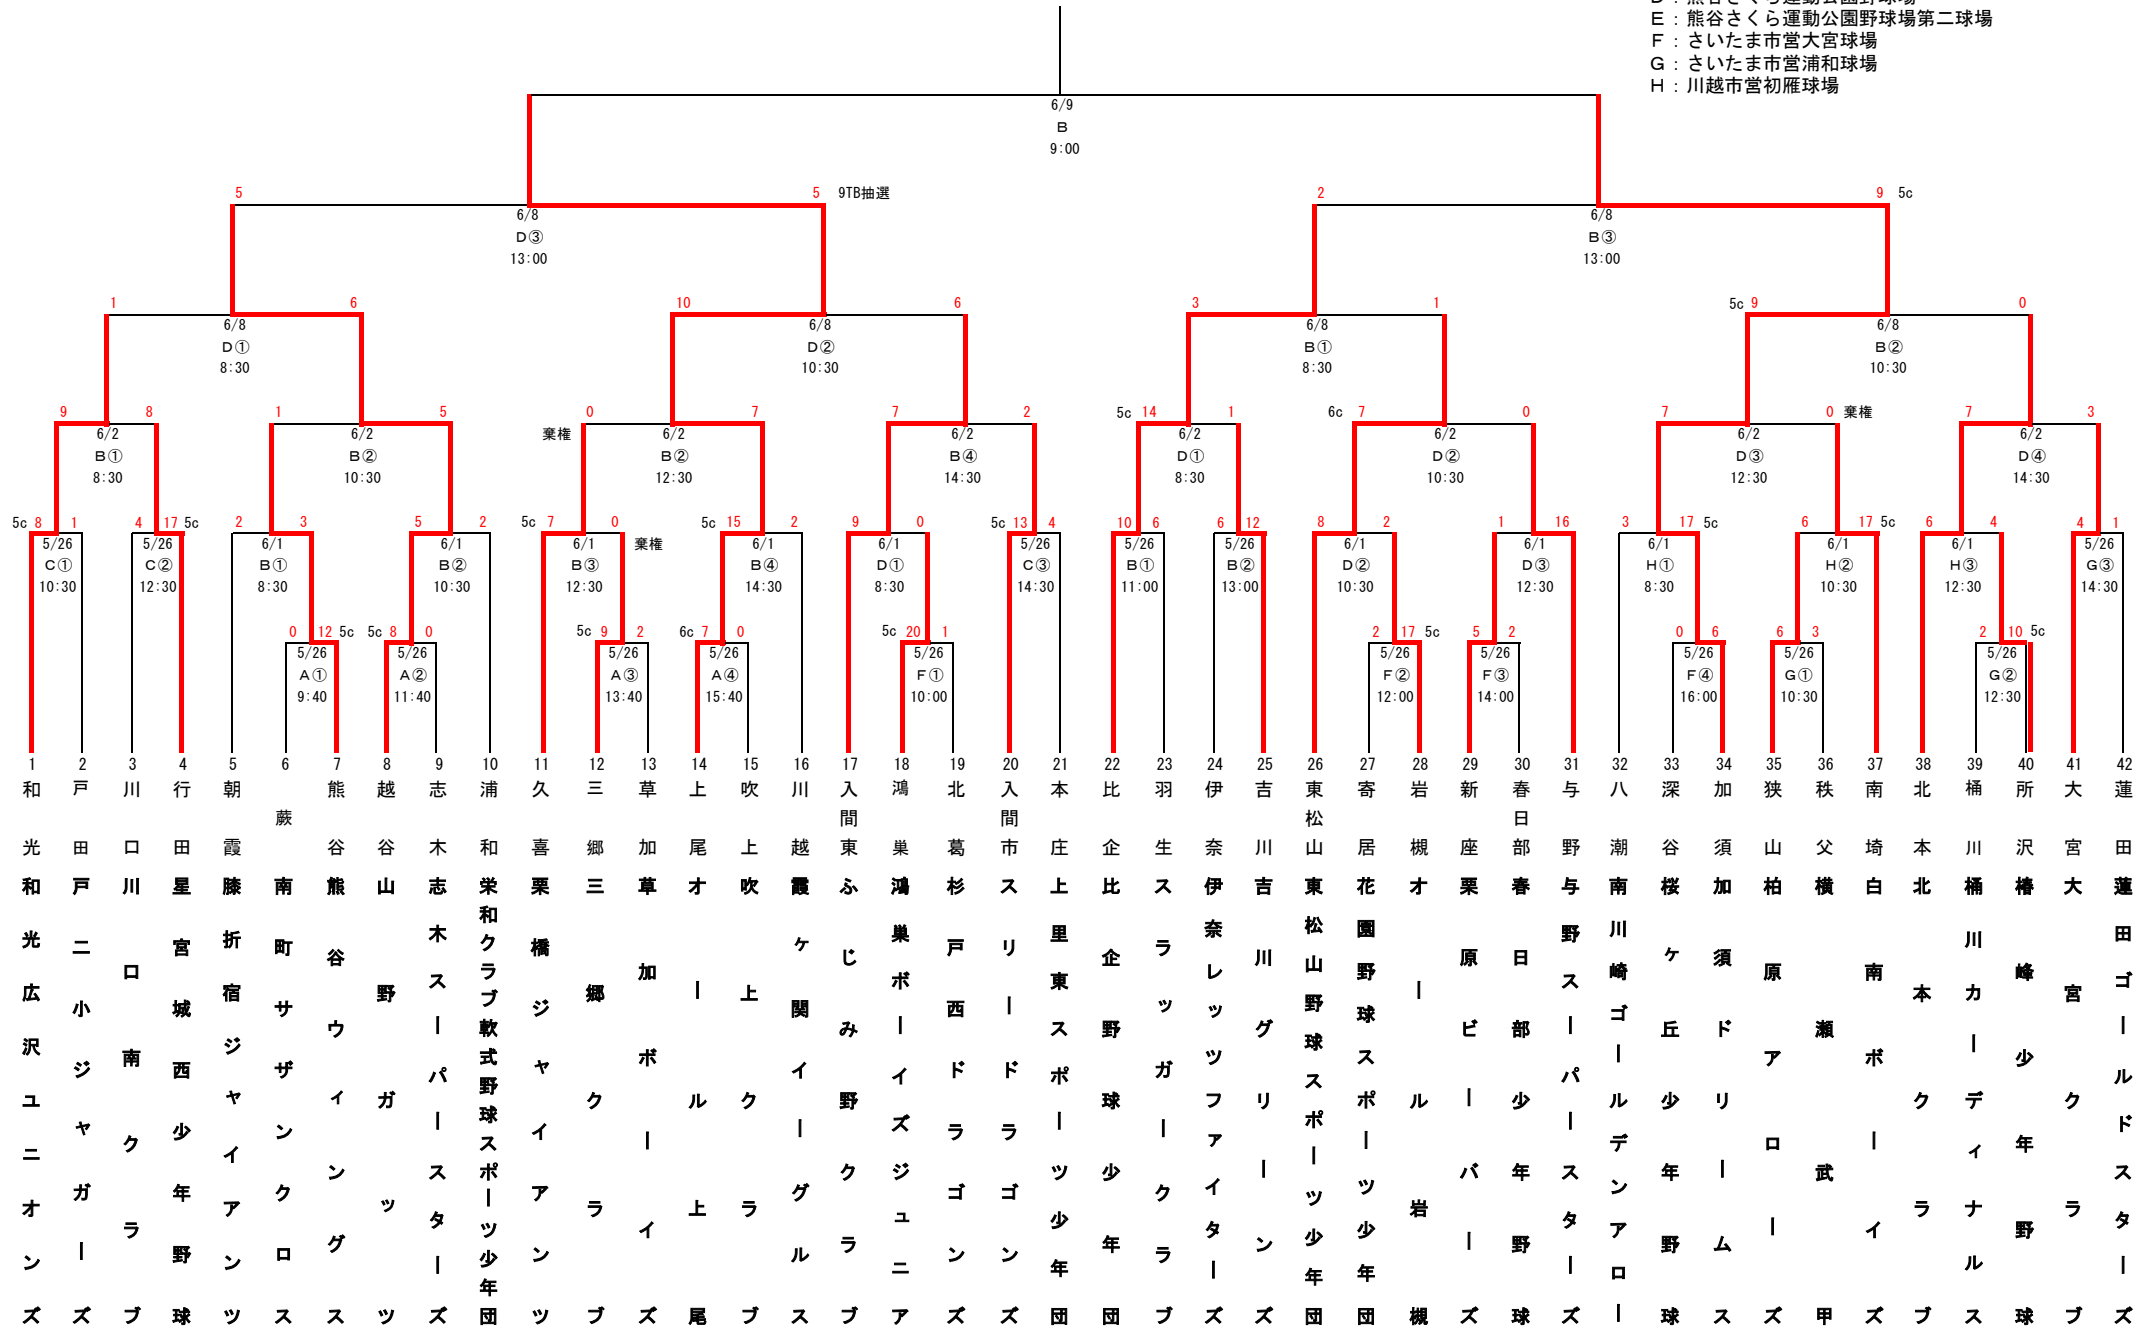 D：熊谷さくら運動公園野球場
E：熊谷さくら運動公園野球場第二球場
F：さいたま市営大宮球場
G：さいたま市営浦和球場
H：川越市営初雁球場
6/9
B
9:00
5 5 9TB抽選 2 9 5c
6/8 6/8
D③ B③
13:00 13:00
1 6 10 6 3 1 5c 9 0
6/8 6/8 6/8 6/8
D① D② B① B②
8:30 10:30 8:30 10:30
9 8 1 5 0 7 7 2 5c 14 1 6c 7 0 7 0 棄権 7 3
6/2 6/2 棄権 6/2 6/2 6/2 6/2 6/2 6/2
B① B② B② B④ D① D② D③ D④
8:30 10:30 12:30 14:30 8:30 10:30 12:30 14:30
5c 8 1 4 17 5c 2 3 5 2 5c 7 0 5c 15 2 9 0 5c 13 4 10 6 6 12 8 2 1 16 3 17 5c 6 17 5c 6 4 4 1
5/26 5/26 6/1 6/1 6/1 棄権 6/1 6/1 5/26 5/26 5/26 6/1 6/1 6/1 6/1 6/1 5/26
C① C② B① B② B③ B④ D① C③ B① B② D② D③ H① H② H③ G③
10:30 12:30 8:30 10:30 12:30 14:30 8:30 14:30 11:00 13:00 10:30 12:30 8:30 10:30 12:30 14:30
0 12 5c 5c 8 0 5c 9 2 6c 7 0 5c 20 1 2 17 5c 5 2 0 6 6 3 2 10 5c
5/26 5/26 5/26 5/26 5/26 5/26 5/26 5/26 5/26 5/26
A① A② A③ A④ F① F② F③ F④ G① G②
9:40 11:40 13:40 15:40 10:00 12:00 14:00 16:00 10:30 12:30
1 和光 和光広沢ユニオンズ
2 戸田 戸二小ジャガーズ
3 川口 川口南クラブ
4 行田 星宮城西少年野球
5 朝霞 膝折宿ジャイアンツ
6 蕨 南町サザンクロス
7 熊谷 熊谷ウィングス
8 越谷 山野ガッツ
9 志木 志木スーパースターズ
10 浦和 栄和クラブ軟式野球スポーツ少年団
11 久喜 栗橋ジャイアンツ
12 三郷 三郷クラブ
13 草加 草加ボーイズ
14 上尾 オール上尾
15 吹上 吹上クラブ
16 川越 霞ヶ関イーグルス
17 入間東 ふじみ野クラブ
18 鴻巣 鴻巣ボーイズジュニア
19 北葛 杉戸西ドラゴンズ
20 入間市 スリードラゴンズ
21 本庄 上里東スポーツ少年団
22 比企 比企野球少年団
23 羽生 スラッガークラブ
24 伊奈 伊奈レッツファイターズ
25 吉川 吉川グリーンズ
26 東松山 東松山野球スポーツ少年団
27 寄居 花園野球スポーツ少年団
28 岩槻 オール岩槻
29 新座 栗原ビーバーズ
30 春日部 春日部少年野球
31 与野 与野スーパースターズ
32 八潮 南川崎ゴールデンアロー
33 深谷 桜ヶ丘少年野球
34 加須 加須ドリームス
35 狭山 柏原アローズ
36 秩父 横瀬武甲
37 南埼 白南ボーイズ
38 北本 北本クラブ
39 桶川 桶川カーディナルス
40 所沢 椿峰少年野球
41 大宮 大宮クラブ
42 蓮田 蓮田ゴールドスターズ